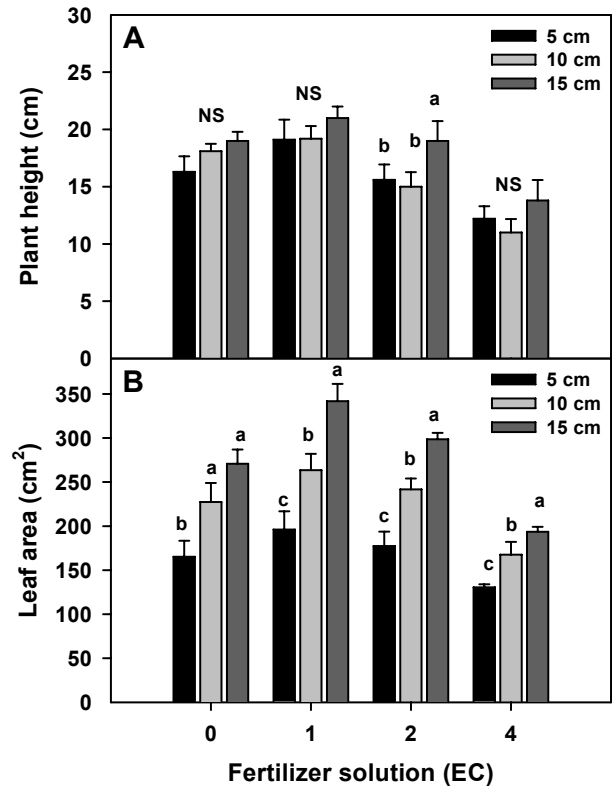 A
5 cm
10 cm
15 cm
Plant height (cm)
30
25
20
15
10
5
0
NS
NS
b
b
a
NS
B
5 cm
10 cm
15 cm
Leaf area (cm²)
350
300
250
200
150
100
50
0
b
a
a
c
b
a
c
b
a
c
b
a
0 1 2 4
Fertilizer solution (EC)